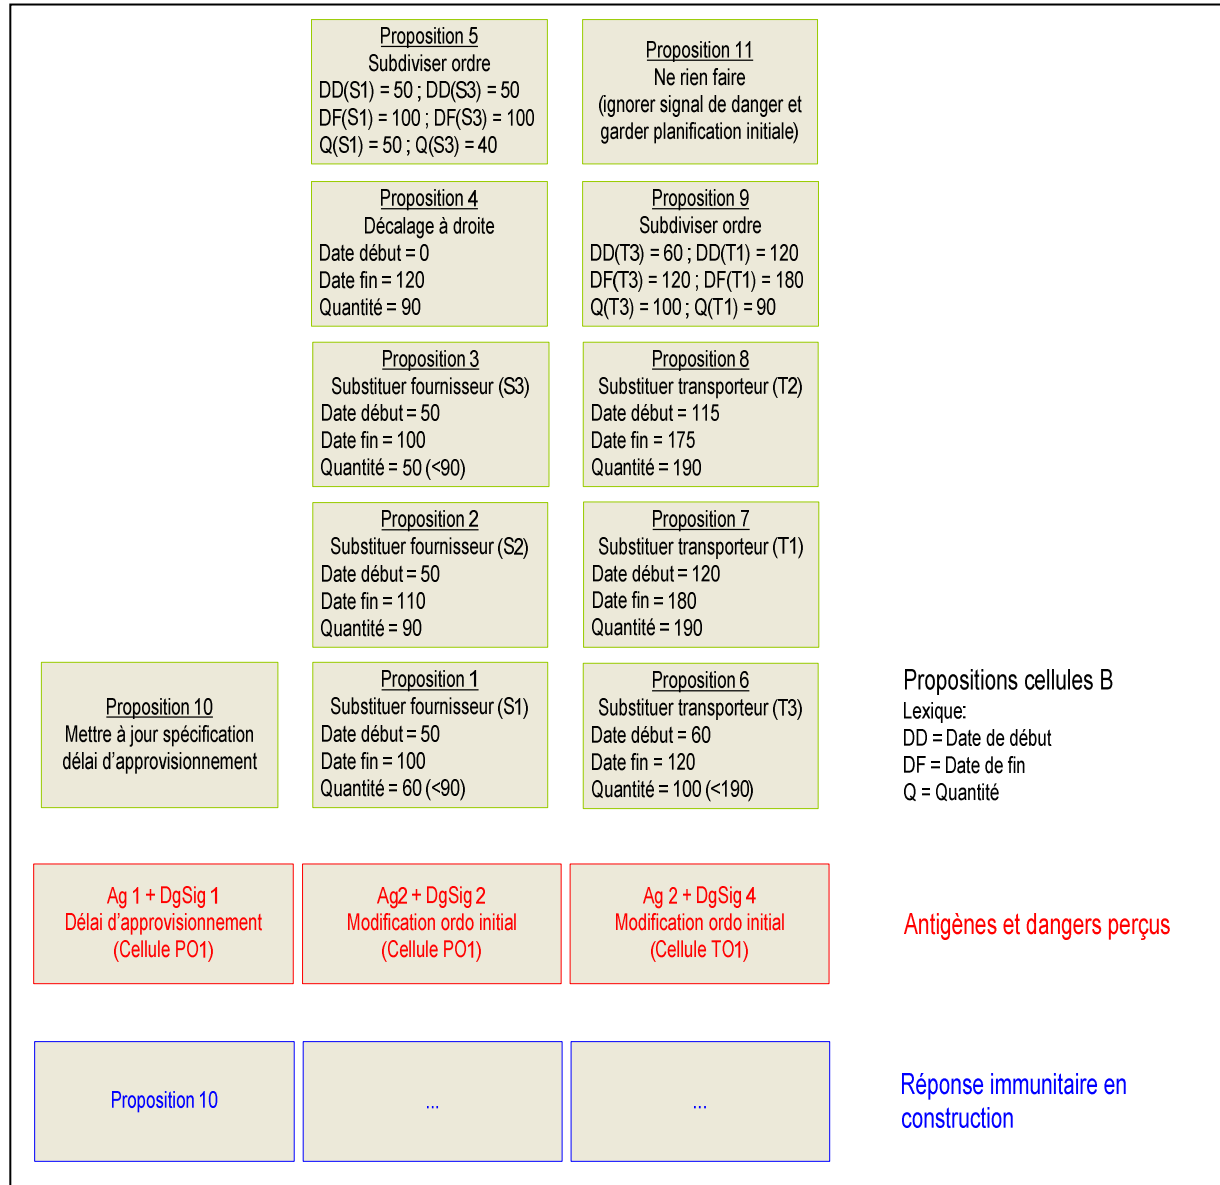 Proposition 5
Subdiviser ordre
DD(S1) = 50 ; DD(S3) = 50
DF(S1) = 100 ; DF(S3) = 100
Q(S1) = 50 ; Q(S3) = 40
Proposition 11
Ne rien faire
(ignorer signal de danger et
garder planification initiale)
Proposition 4
Décalage à droite
Date début = 0
Date fin = 120
Quantité = 90
Proposition 9
Subdiviser ordre
DD(T3) = 60 ; DD(T1) = 120
DF(T3) = 120 ; DF(T1) = 180
Q(T3) = 100 ; Q(T1) = 90
Proposition 3
Substituer fournisseur (S3)
Date début = 50
Date fin = 100
Quantité = 50 (<90)
Proposition 8
Substituer transporteur (T2)
Date début = 115
Date fin = 175
Quantité = 190
Proposition 2
Substituer fournisseur (S2)
Date début = 50
Date fin = 110
Quantité = 90
Proposition 7
Substituer transporteur (T1)
Date début = 120
Date fin = 180
Quantité = 190
Proposition 10
Mettre à jour spécification
délai d'approvisionnement
Proposition 1
Substituer fournisseur (S1)
Date début = 50
Date fin = 100
Quantité = 60 (<90)
Proposition 6
Substituer transporteur (T3)
Date début = 60
Date fin = 120
Quantité = 100 (<190)
Propositions cellules B
Lexique:
DD = Date de début
DF = Date de fin
Q = Quantité
Ag 1 + DgSig 1
Délai d'approvisionnement
(Cellule PO1)
Ag2 + DgSig 2
Modification ordo initial
(Cellule PO1)
Ag 2 + DgSig 4
Modification ordo initial
(Cellule TO1)
Antigènes et dangers perçus
Proposition 10
...
...
Réponse immunitaire en
construction